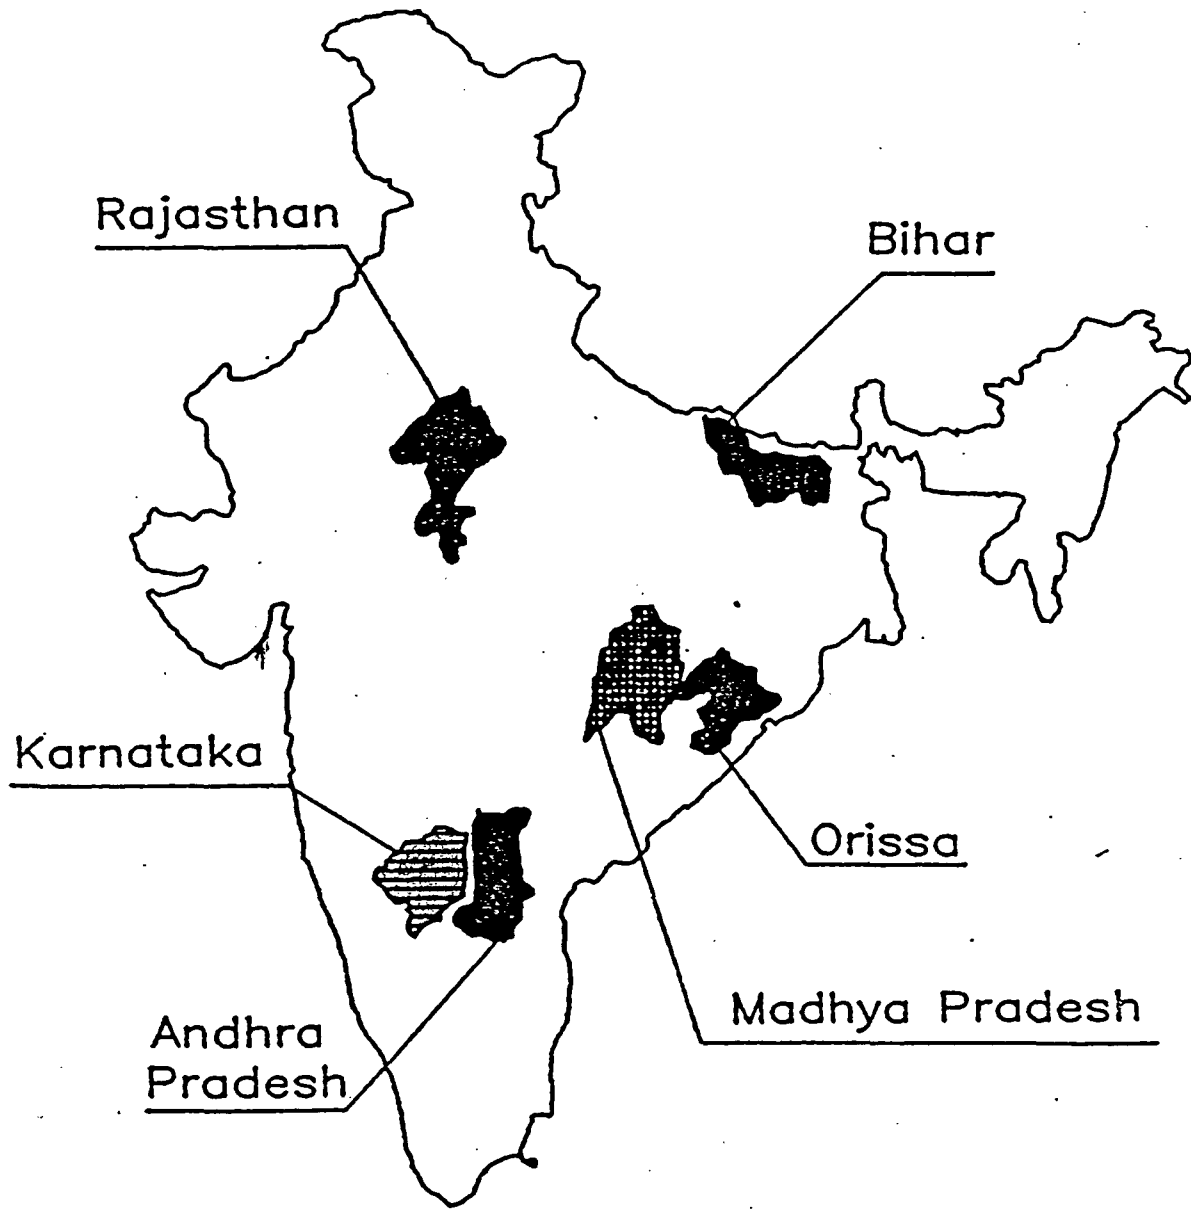 Rajasthan
Bihar
Karnataka
Orissa
Madhya Pradesh
Andhra
Pradesh